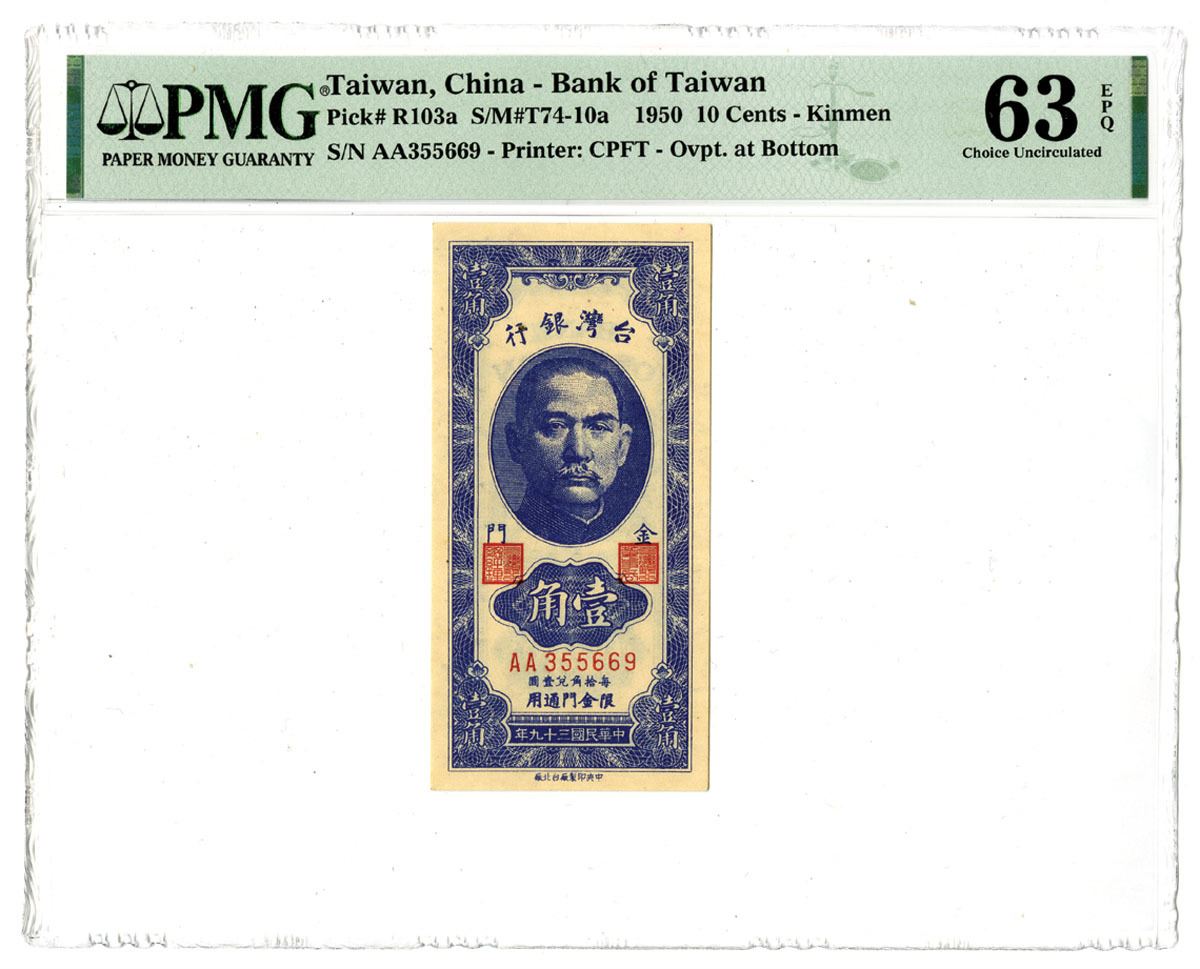 PMG®
PAPER MONEY GUARANTY
Taiwan, China - Bank of Taiwan
Pick# R103a S/M#T74-10a 1950 10 Cents - Kinmen
S/N AA355669 - Printer: CPFT - Ovpt. at Bottom
63
EPQ
Choice Uncirculated
壹角 壹角
行銀灣台
門 金
角壹
AA355669
圓壹兌角拾每
用通門金限
壹角 壹角
年九十三國民華中
廠北台廠製印央中